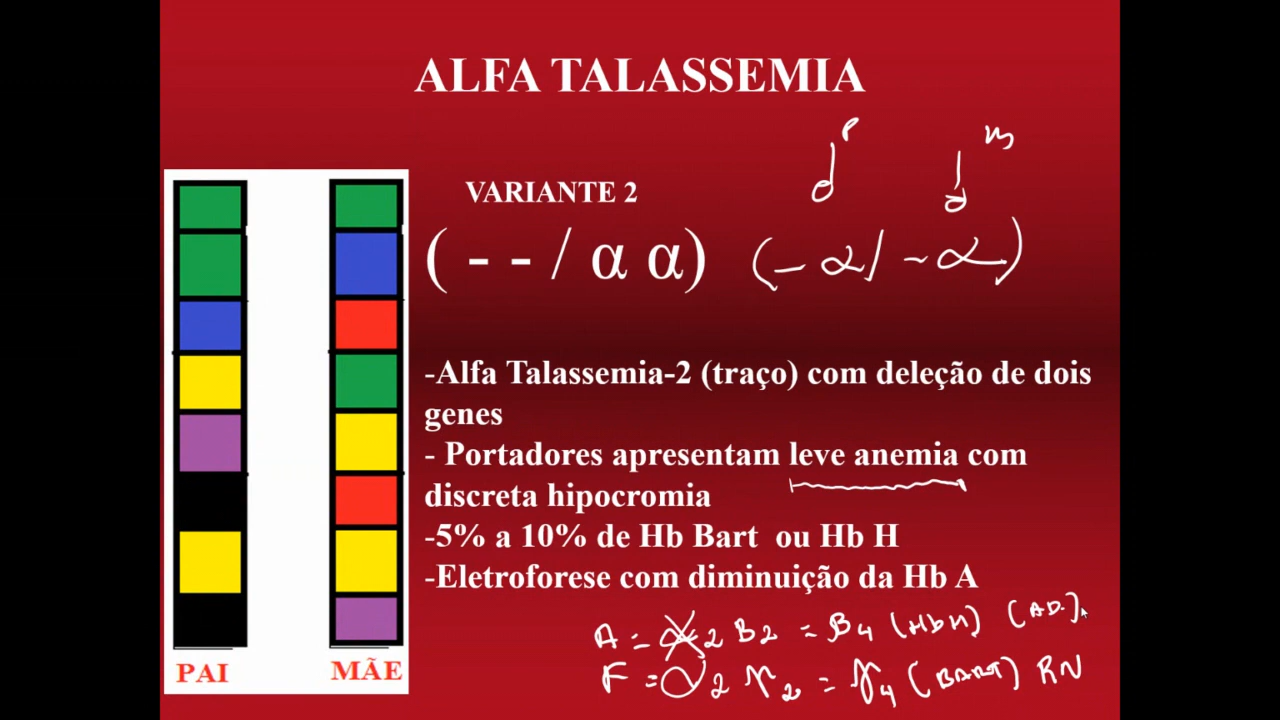 ALFA TALASSEMIA
P M
VARIANTE 2
( - - / α α) (- α / - α)
-Alfa Talassemia-2 (traço) com deleção de dois
genes
- Portadores apresentam leve anemia com
discreta hipocromia
-5% a 10% de Hb Bart ou Hb H
-Eletroforese com diminuição da Hb A
A = α2 B2 = B4 (HbH) (AD.)
F = α2 γ2 = γ4 (BART) RN
PAI MÃE